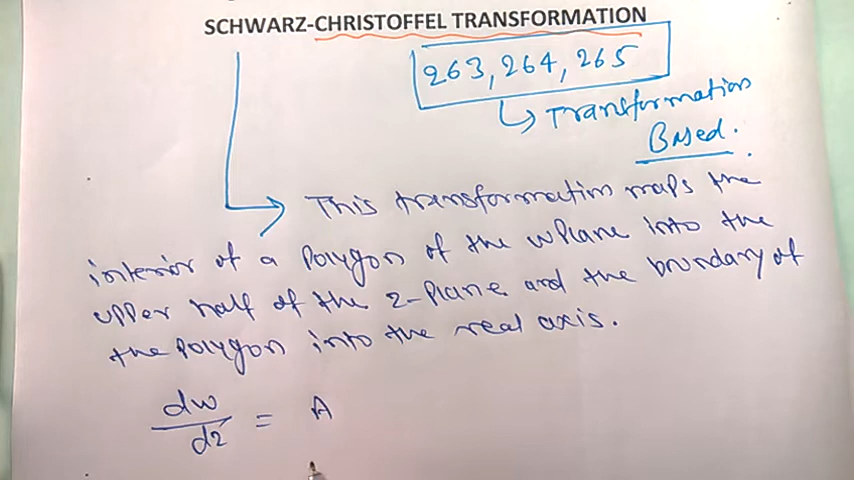 SCHWARZ-CHRISTOFFEL TRANSFORMATION
263, 264, 265
Transformation
Based.
This transformation maps the
interior of a polygon of the w plane into the
upper half of the z-plane and the boundary of
the polygon into the real axis.
dw/dz = A